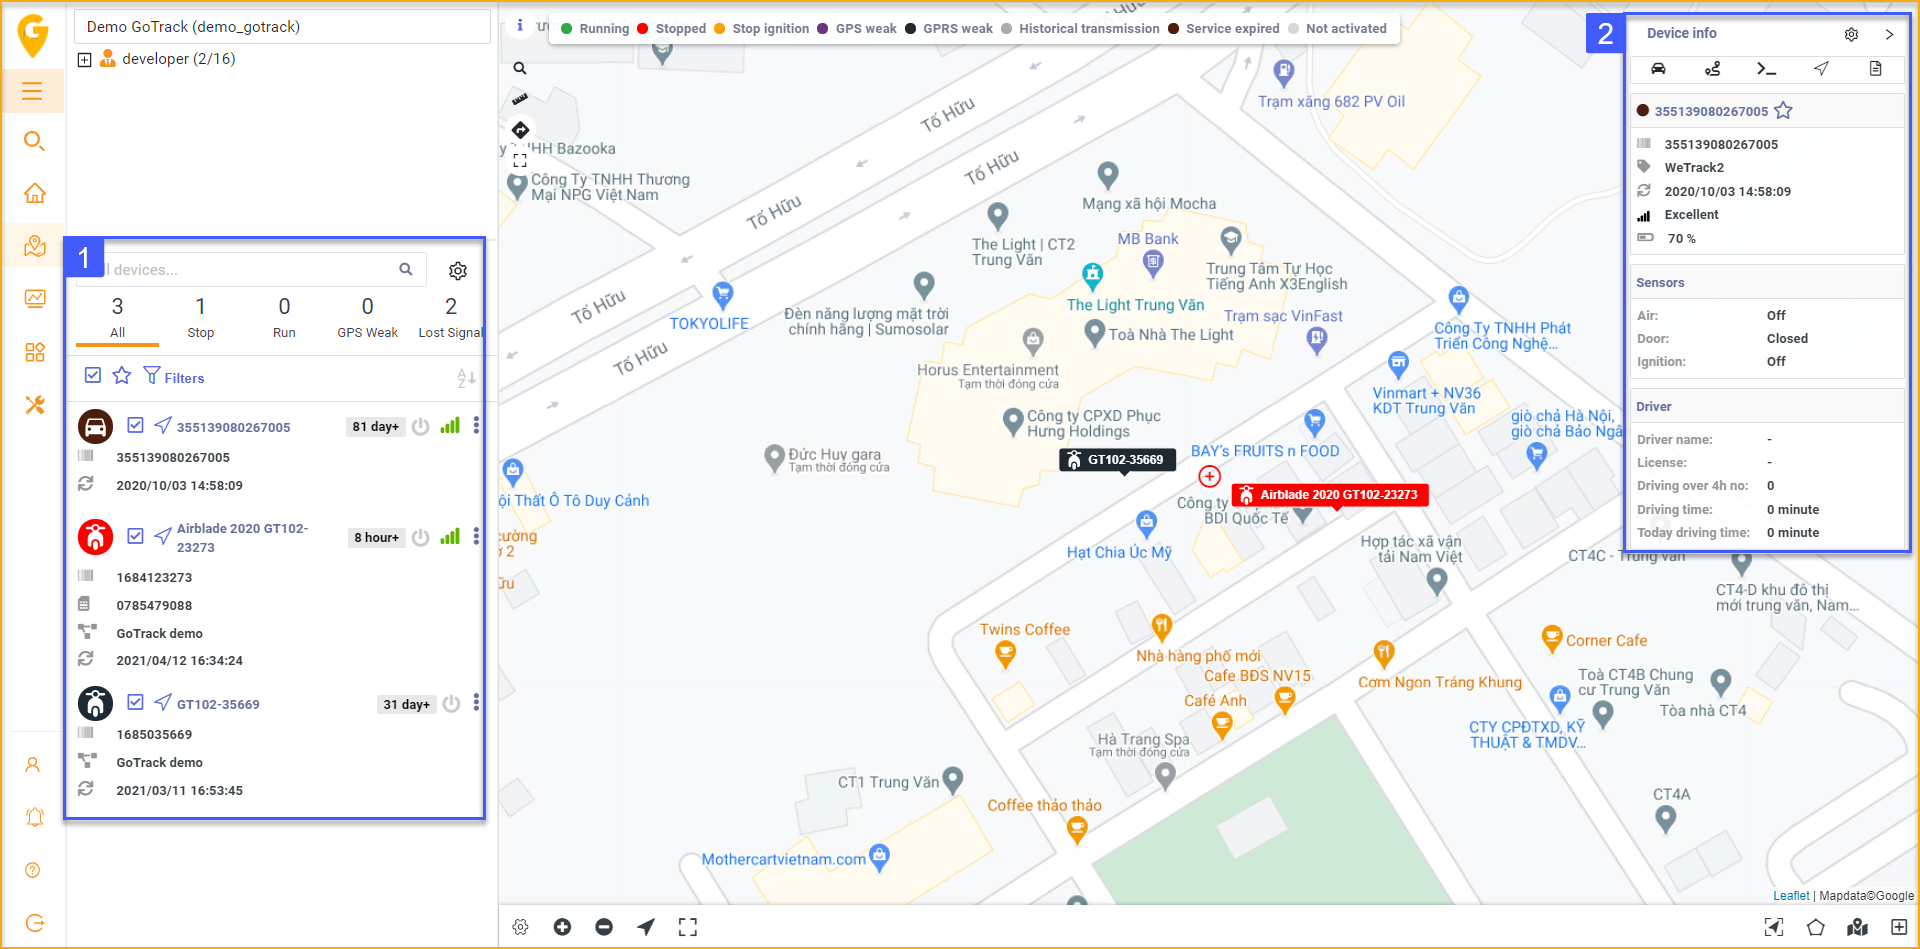 Demo GoTrack (demo_gotrack)
developer (2/16)
1
ll devices...
3
1
0
0
2
All
Stop
Run
GPS Weak
Lost Signal
Filters
355139080267005
81 day+
355139080267005
2020/10/03 14:58:09
Airblade 2020 GT102-
23273
8 hour+
1684123273
0785479088
GoTrack demo
2021/04/12 16:34:24
GT102-35669
31 day+
1685035669
GoTrack demo
2021/03/11 16:53:45
Running
Stopped
Stop ignition
GPS weak
GPRS weak
Historical transmission
Service expired
Not activated
Trạm xăng 682 PV Oil
Tố Hữu
Tố Hữu
Tố Hữu
Tố Hữu
Tố Hữu
y TNHH Bazooka
Công Ty TNHH Thương
Mại NPG Việt Nam
Mạng xã hội Mocha
The Light | CT2
Trung Văn
MB Bank
Trung Tâm Tự Học
Tiếng Anh X3English
The Light Trung Văn
TOKYOLIFE
Đèn năng lượng mặt trời
chính hãng | Sumosolar
Trạm sạc VinFast
Toà Nhà The Light
Công Ty TNHH Phát
Triển Công Nghệ...
Horus Entertainment
Tạm thời đóng cửa
Vinmart + NV36
KDT Trung Văn
Công ty CPXD Phục
Hưng Holdings
giò chả Hà Nội,
giò chả Bảo Ngâ
Đức Huy gara
Tạm thời đóng cửa
GT102-35669
BAY's FRUITS n FOOD
Airblade 2020 GT102-23273
ội Thất Ô Tô Duy Cảnh
Công ty
BDI Quốc Tế
cường
ở 2
Hạt Chia Úc Mỹ
Hợp tác xã vận
tải Nam Việt
CT4C - Trung Văn
CT4-D khu đô thị
mới trung văn, Nam...
Twins Coffee
Nhà hàng phố mới
Cafe BĐS NV15
Café Anh
Cơm Ngon Tráng Khung
Corner Cafe
Toà CT4B Chung
cư Trung Văn
Tòa nhà CT4
CTY CPĐTXD, KỸ
THUẬT & TMDV...
Hà Trang Spa
Tạm thời đóng cửa
CT1 Trung Văn
Coffee thảo thảo
CT4A
Mothercartvietnam.com
Leaflet | Mapdata©Google
2
Device info
355139080267005
355139080267005
WeTrack2
2020/10/03 14:58:09
Excellent
70 %
Sensors
Air: Off
Door: Closed
Ignition: Off
Driver
Driver name: -
License: -
Driving over 4h no: 0
Driving time: 0 minute
Today driving time: 0 minute